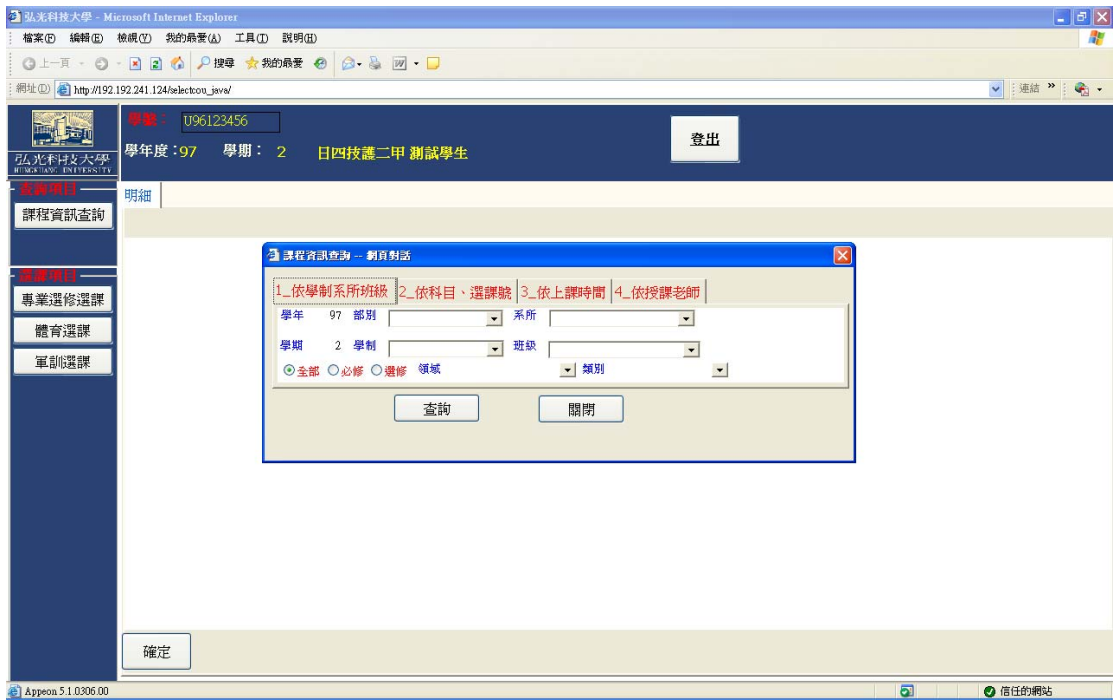 弘光科技大學 - Microsoft Internet Explorer
檔案(F) 編輯(E) 檢視(V) 我的最愛(A) 工具(T) 說明(H)
上一頁 搜尋 我的最愛
網址(D) http://192.192.241.124/selectcou_java/ 連結 »
學號： U96123456
學年度：97 學期： 2 日四技護二甲 測試學生
登出
弘光科技大學
HUNGKUANG UNIVERSITY
查詢項目
課程資訊查詢
選課項目
專業選修選課
體育選課
軍訓選課
明細
課程資訊查詢 -- 網頁對話
1_依學制系所班級 2_依科目、選課號 3_依上課時間 4_依授課老師
學年 97 部別 系所
學期 2 學制 班級
全部 必修 選修 領域 類別
查詢 關閉
確定
Appeon 5.1.0306.00 信任的網站